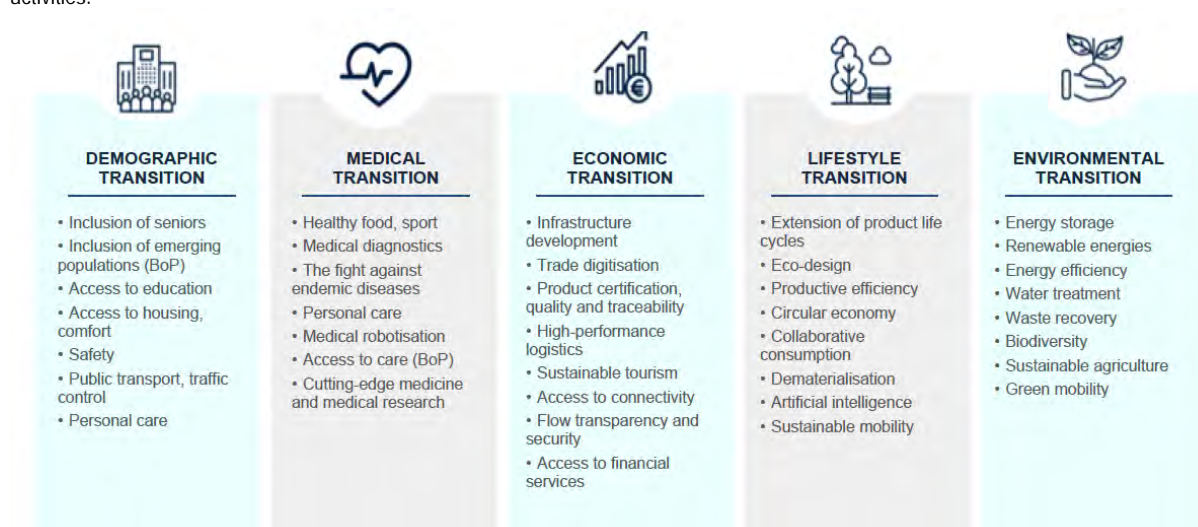 activities.
DEMOGRAPHIC
TRANSITION
• Inclusion of seniors
• Inclusion of emerging
populations (BoP)
• Access to education
• Access to housing,
comfort
• Safety
• Public transport, traffic
control
• Personal care
MEDICAL
TRANSITION
• Healthy food, sport
• Medical diagnostics
• The fight against
endemic diseases
• Personal care
• Medical robotisation
• Access to care (BoP)
• Cutting-edge medicine
and medical research
ECONOMIC
TRANSITION
• Infrastructure
development
• Trade digitisation
• Product certification,
quality and traceability
• High-performance
logistics
• Sustainable tourism
• Access to connectivity
• Flow transparency and
security
• Access to financial
services
LIFESTYLE
TRANSITION
• Extension of product life
cycles
• Eco-design
• Productive efficiency
• Circular economy
• Collaborative
consumption
• Dematerialisation
• Artificial intelligence
• Sustainable mobility
ENVIRONMENTAL
TRANSITION
• Energy storage
• Renewable energies
• Energy efficiency
• Water treatment
• Waste recovery
• Biodiversity
• Sustainable agriculture
• Green mobility